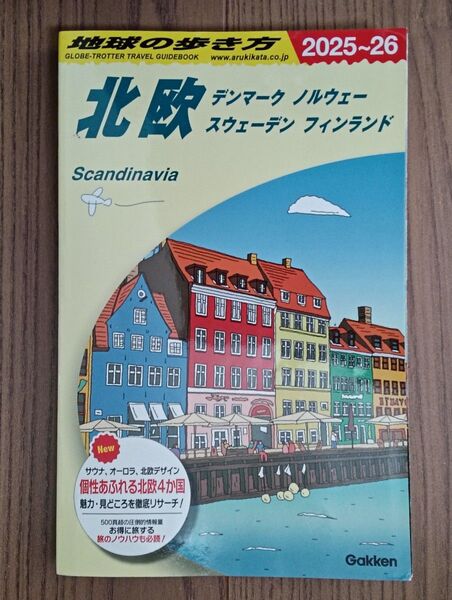 地球の歩き方
GLOBE-TROTTER TRAVEL GUIDEBOOK
www.arukikata.co.jp
2025~26
北欧
デンマーク ノルウェー
スウェーデン フィンランド
Scandinavia
New
サウナ、オーロラ、北欧デザイン
個性あふれる北欧4か国
魅力・見どころを徹底リサーチ!
500頁超の圧倒的情報量
お得に旅する
旅のノウハウも必読!
Gakken